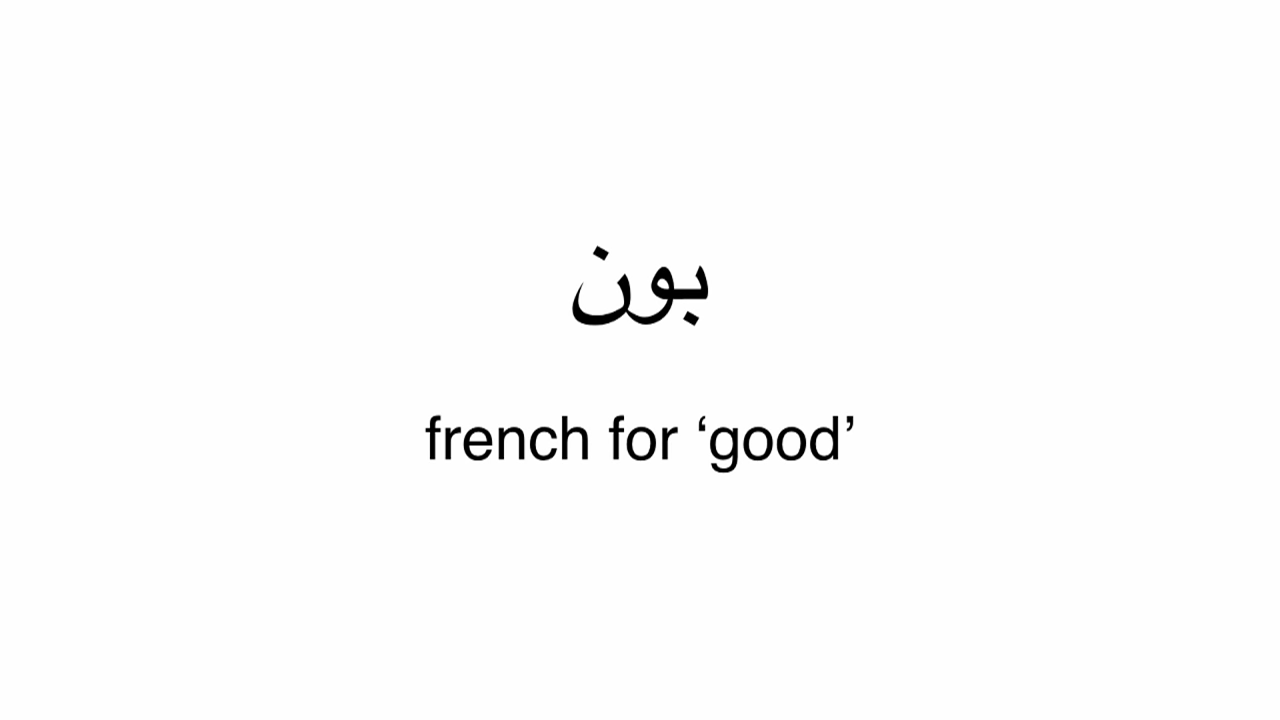 بون
french for ‘good’